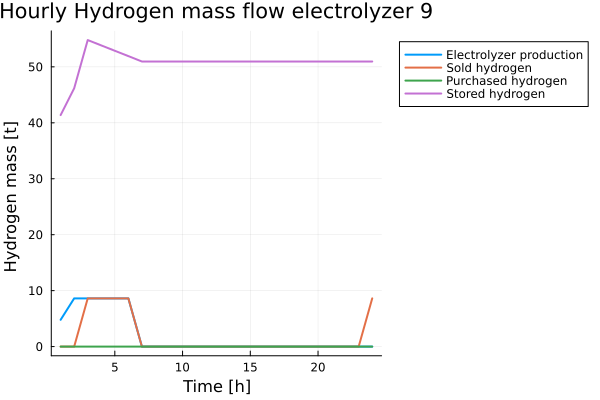 Hourly Hydrogen mass flow electrolyzer 9
Electrolyzer production
Sold hydrogen
Purchased hydrogen
Stored hydrogen
Hydrogen mass [t]
50
40
30
20
10
0
5
10
15
20
Time [h]